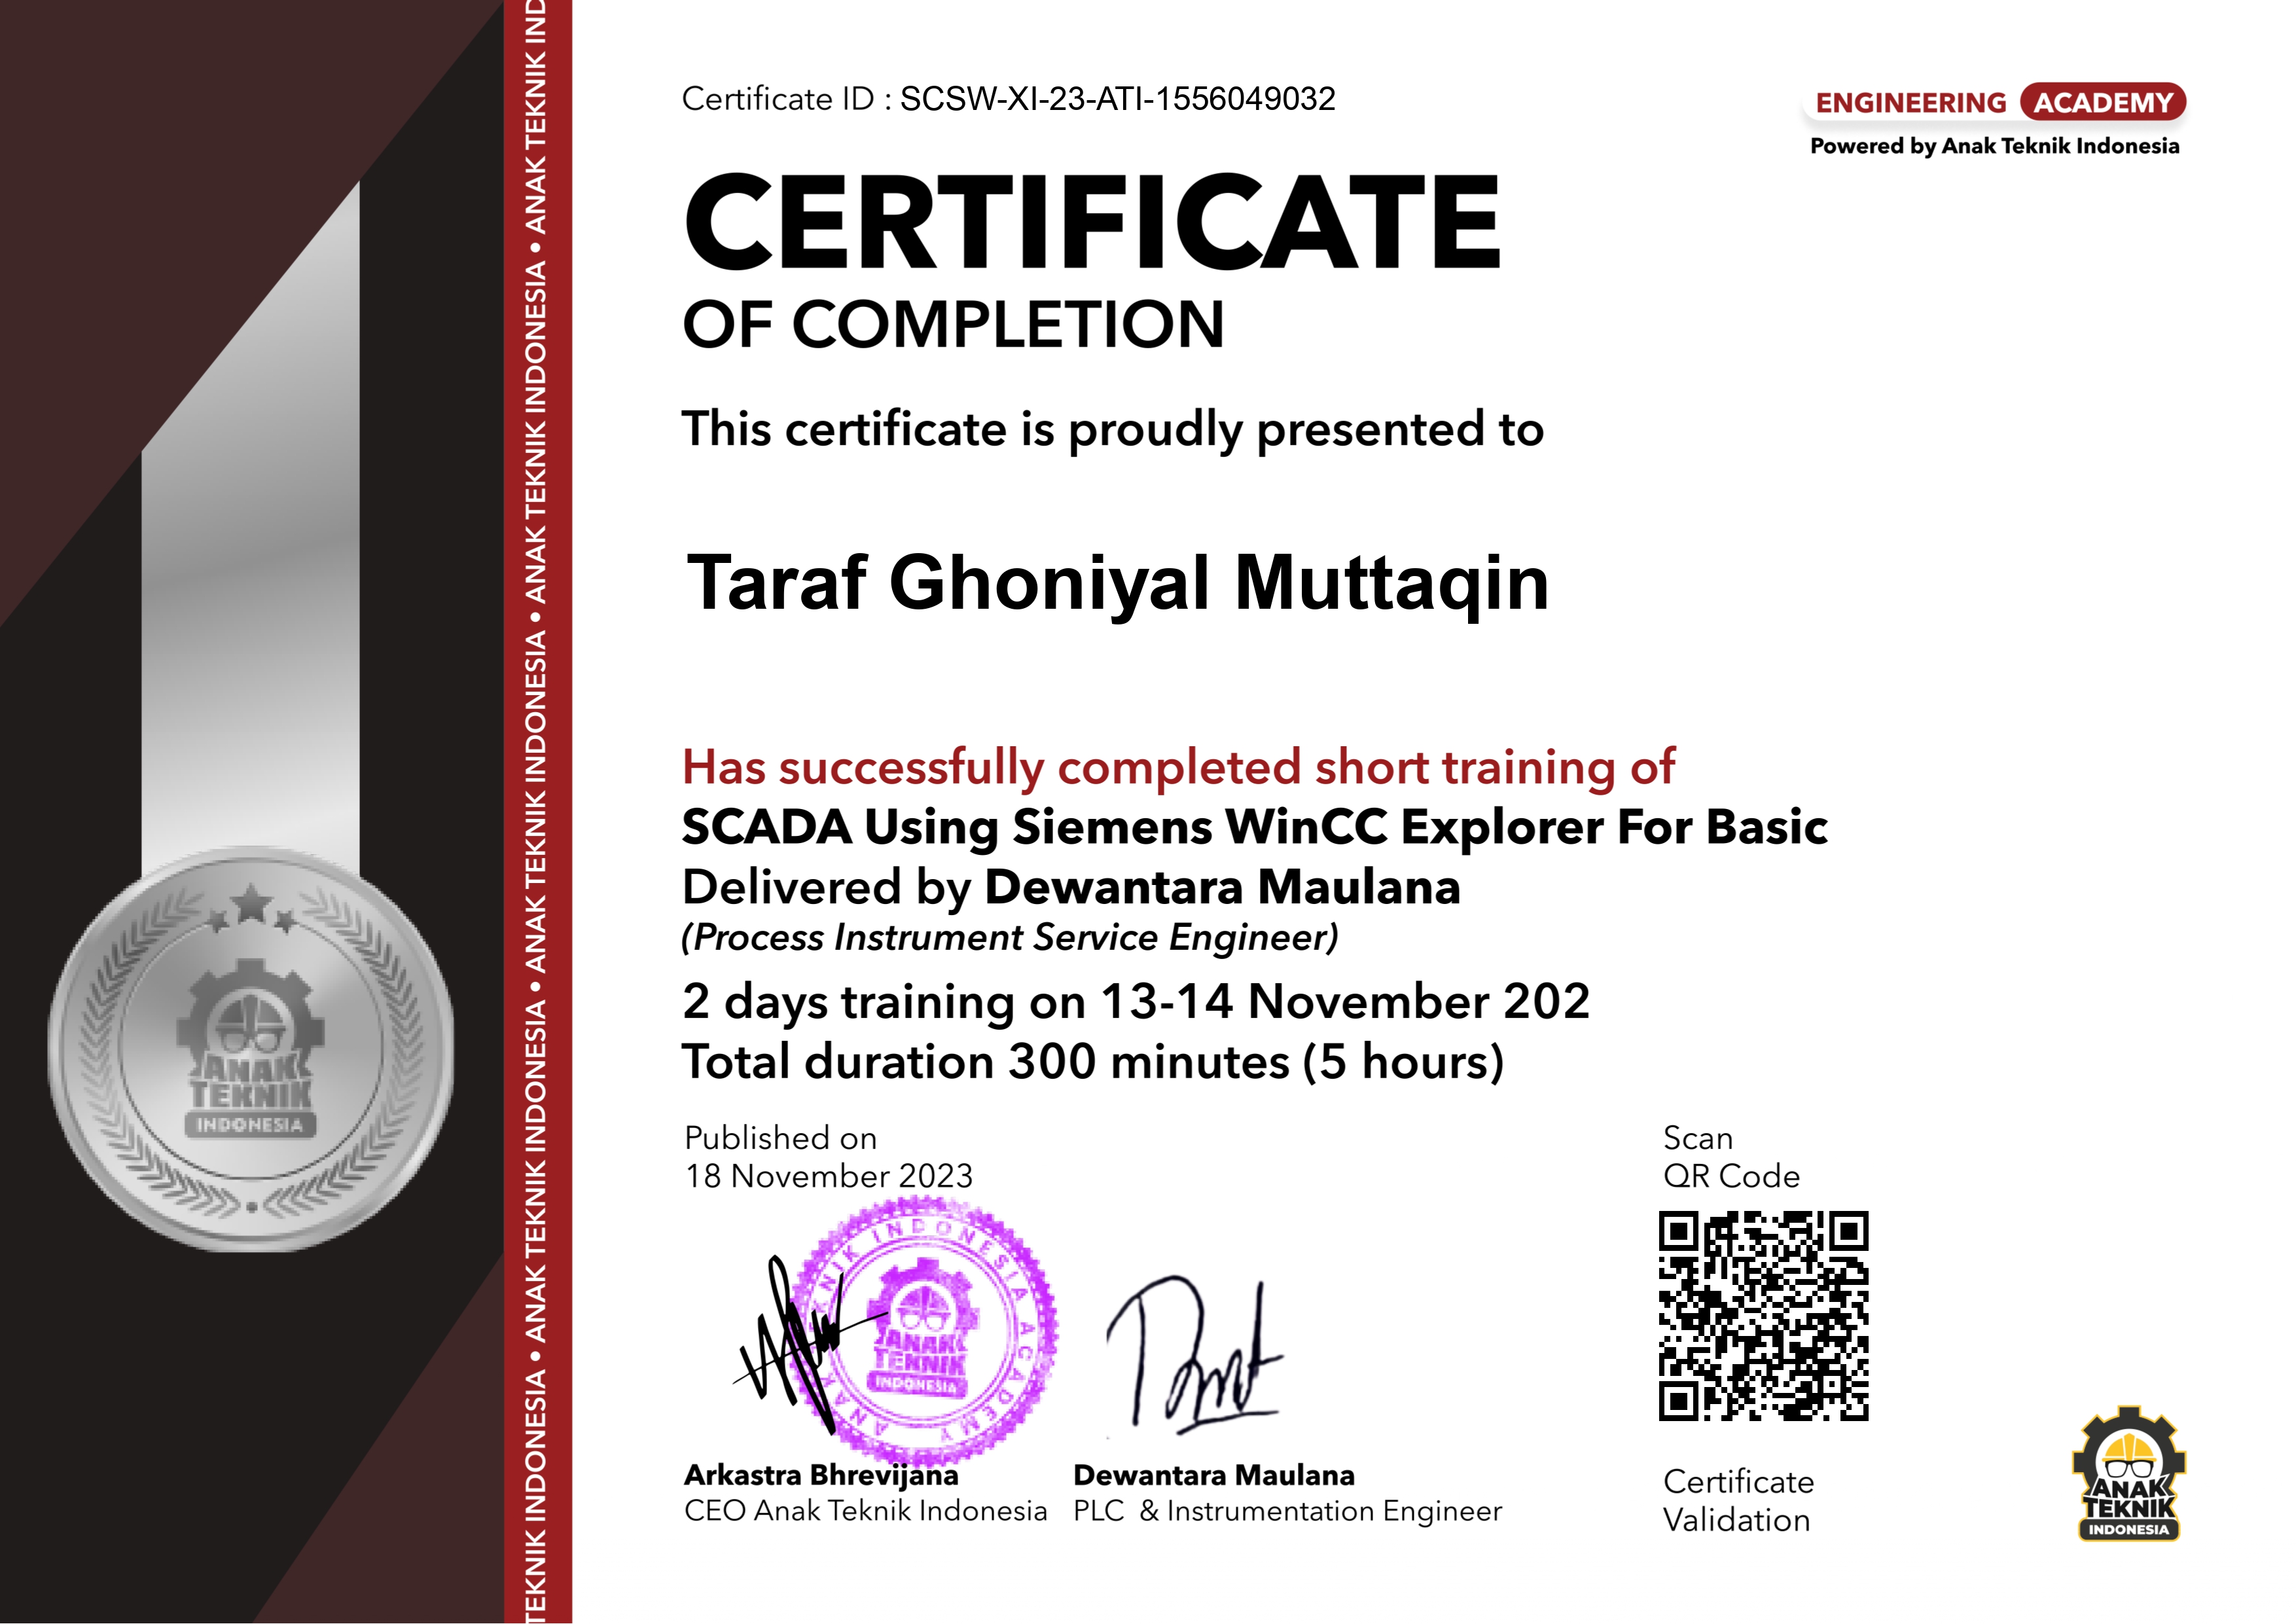 Certificate ID : SCSW-XI-23-ATI-1556049032
ENGINEERING ACADEMY
Powered by Anak Teknik Indonesia
CERTIFICATE
OF COMPLETION
This certificate is proudly presented to
Taraf Ghoniyal Muttaqin
Has successfully completed short training of
SCADA Using Siemens WinCC Explorer For Basic
Delivered by Dewantara Maulana
(Process Instrument Service Engineer)
2 days training on 13-14 November 202
Total duration 300 minutes (5 hours)
Published on
18 November 2023
Scan
QR Code
ANAK TEKNIK INDONESIA ACADEMY
ANAK
TEKNIK
INDONESIA
Arkastra Bhrevijana
CEO Anak Teknik Indonesia
Dewantara Maulana
PLC  & Instrumentation Engineer
Certificate
Validation
ANAK
TEKNIK
INDONESIA
ANAK
TEKNIK
INDONESIA
TEKNIK INDONESIA • ANAK TEKNIK INDONESIA • ANAK TEKNIK INDONESIA • ANAK TEKNIK INDONESIA • ANAK TEKNIK IND